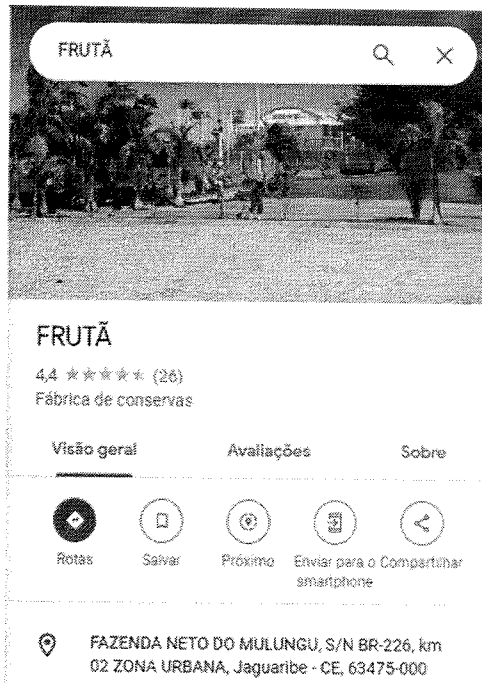 FRUTÃ
FRUTÃ
4,4 (26)
Fábrica de conservas
Visão geral Avaliações Sobre
Rotas Salvar Próximo Enviar para o smartphone Compartilhar
FAZENDA NETO DO MULUNGU, S/N BR-226, km
02 ZONA URBANA, Jaguaribe - CE, 63475-000